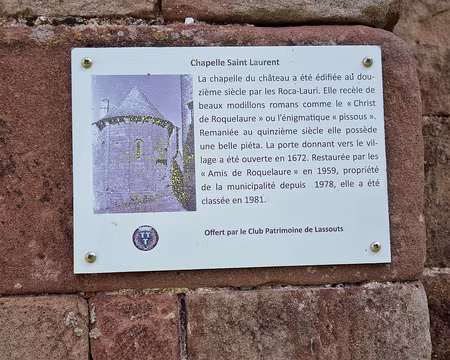 Chapelle Saint Laurent
La chapelle du château a été édifiée au dou-
zième siècle par les Roca-Lauri. Elle recèle de
beaux modillons romans comme le « Christ
de Roquelaure » ou l'énigmatique « pissous ».
Remaniée au quinzième siècle elle possède
une belle piéta. La porte donnant vers le vil-
lage a été ouverte en 1672. Restaurée par les
« Amis de Roquelaure » en 1959, propriété
de la municipalité depuis 1978, elle a été
classée en 1981.
Offert par le Club Patrimoine de Lassouts